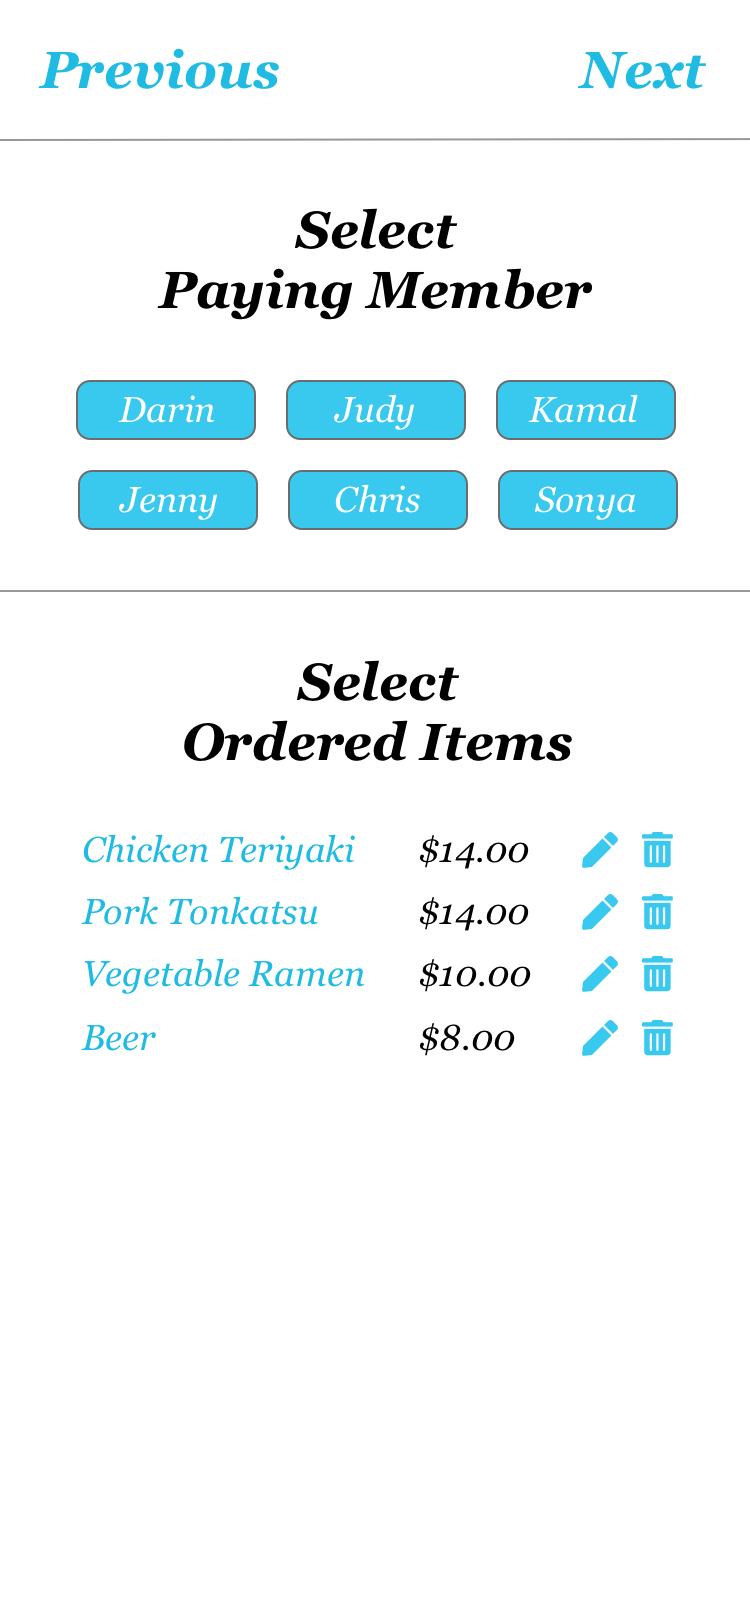 Previous Next
Select
Paying Member
Darin Judy Kamal
Jenny Chris Sonya
Select
Ordered Items
Chicken Teriyaki $14.00
Pork Tonkatsu $14.00
Vegetable Ramen $10.00
Beer $8.00